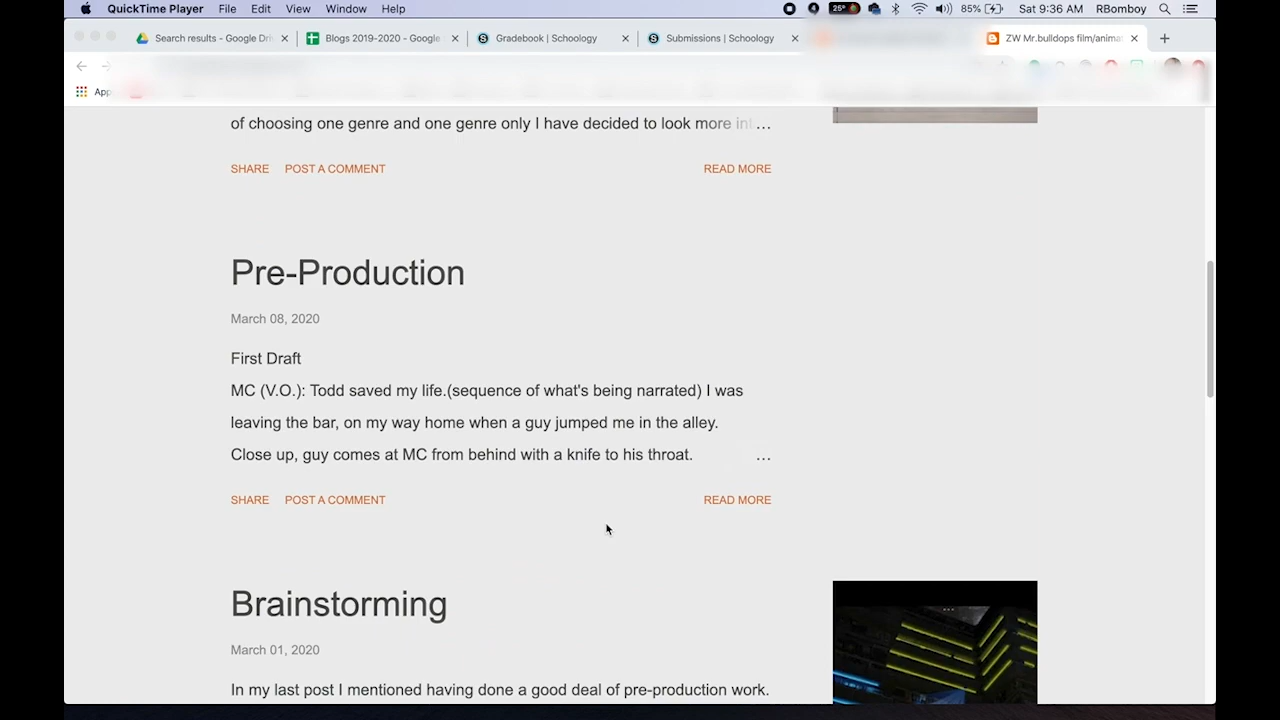 QuickTime Player File Edit View Window Help 25° 85% Sat 9:36 AM RBomboy
Search results - Google Dri Blogs 2019-2020 - Google Gradebook | Schoology Submissions | Schoology ZW Mr.bulldops film/animat
App
of choosing one genre and one genre only I have decided to look more int ...
SHARE POST A COMMENT READ MORE
Pre-Production
March 08, 2020
First Draft
MC (V.O.): Todd saved my life.(sequence of what's being narrated) I was
leaving the bar, on my way home when a guy jumped me in the alley.
Close up, guy comes at MC from behind with a knife to his throat. ...
SHARE POST A COMMENT READ MORE
Brainstorming
March 01, 2020
In my last post I mentioned having done a good deal of pre-production work.